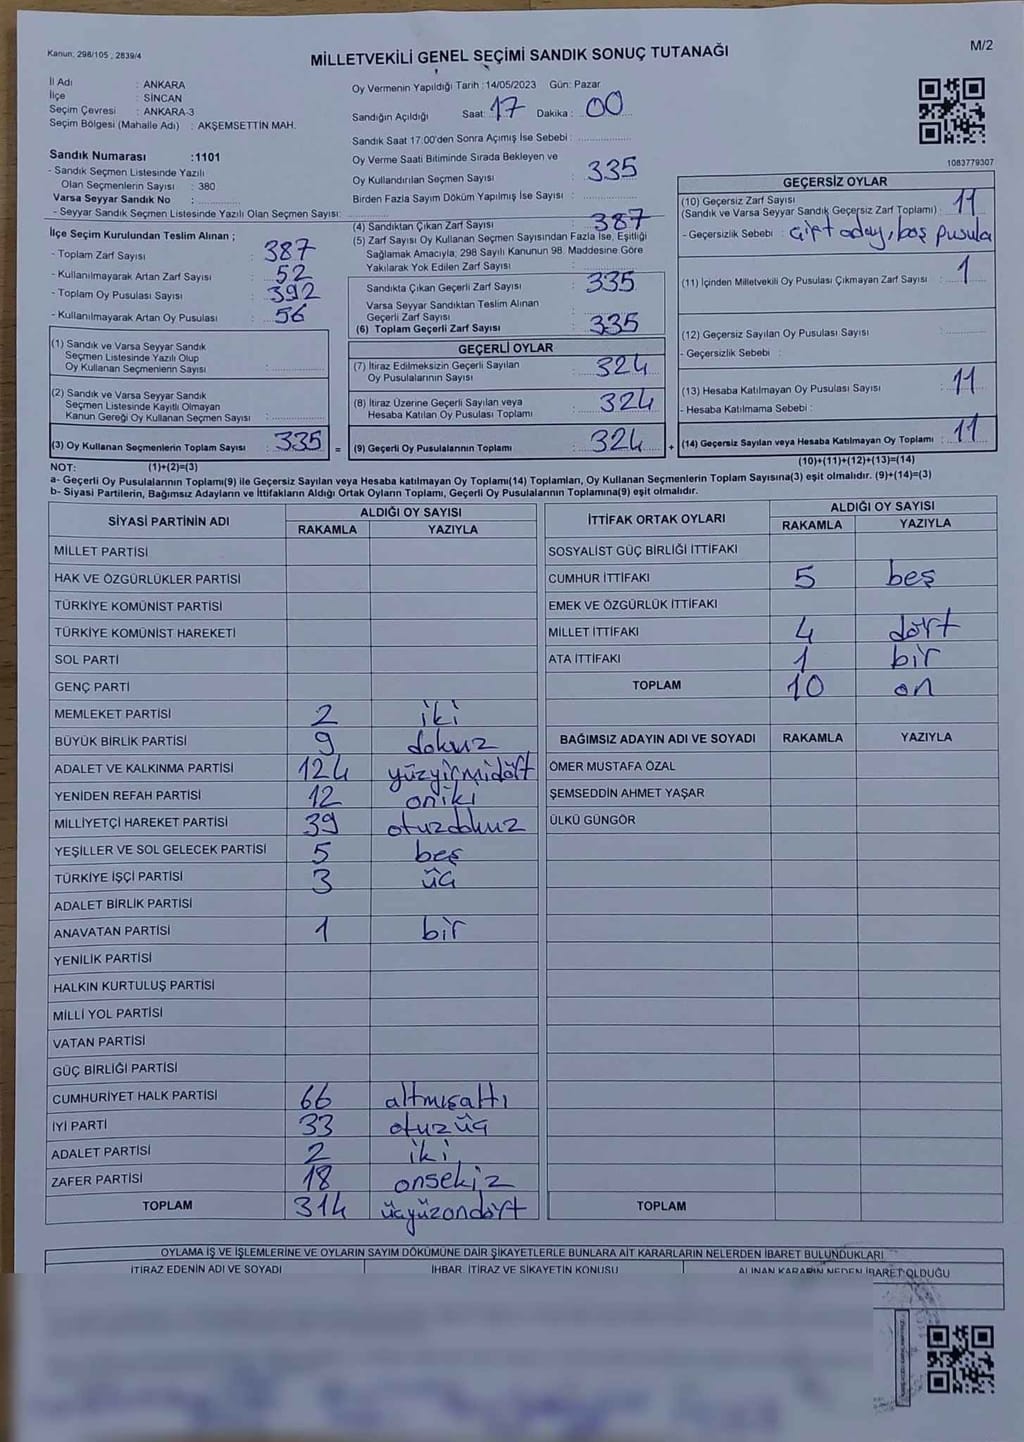 Kanun: 298/105 , 2839/4
MİLLETVEKİLİ GENEL SEÇİMİ SANDIK SONUÇ TUTANAĞI
M/2
İl Adı : ANKARA
İlçe : SİNCAN
Seçim Çevresi : ANKARA-3
Seçim Bölgesi (Mahalle Adı) : AKŞEMSETTİN MAH.
Sandık Numarası :1101
- Sandık Seçmen Listesinde Yazılı
Olan Seçmenlerin Sayısı : 380
Varsa Seyyar Sandık No :
- Seyyar Sandık Seçmen Listesinde Yazılı Olan Seçmen Sayısı:
İlçe Seçim Kurulundan Teslim Alınan ;
- Toplam Zarf Sayısı : 387
- Kullanılmayarak Artan Zarf Sayısı : 52
- Toplam Oy Pusulası Sayısı : 392
- Kullanılmayarak Artan Oy Pusulası : 56
(1) Sandık ve Varsa Seyyar Sandık
Seçmen Listesinde Yazılı Olup
Oy Kullanan Seçmenlerin Sayısı :
(2) Sandık ve Varsa Seyyar Sandık
Seçmen Listesinde Kayıtlı Olmayan
Kanun Gereği Oy Kullanan Seçmen Sayısı :
(3) Oy Kullanan Seçmenlerin Toplam Sayısı : 335 =
Oy Vermenin Yapıldığı Tarih : 14/05/2023 Gün: Pazar
Sandığın Açıldığı Saat: 17 Dakika : 00
Sandık Saat 17.00'den Sonra Açılmış İse Sebebi :
Oy Verme Saati Bitiminde Sırada Bekleyen ve
Oy Kullandırılan Seçmen Sayısı : 335
Birden Fazla Sayım Döküm Yapılmış İse Sayısı :
(4) Sandıktan Çıkan Zarf Sayısı : 387
(5) Zarf Sayısı Oy Kullanan Seçmen Sayısından Fazla İse, Eşitliği
Sağlamak Amacıyla, 298 Sayılı Kanunun 98. Maddesine Göre
Yakılarak Yok Edilen Zarf Sayısı :
Sandıkta Çıkan Geçerli Zarf Sayısı : 335
Varsa Seyyar Sandıktan Teslim Alınan
Geçerli Zarf Sayısı :
(6) Toplam Geçerli Zarf Sayısı : 335
GEÇERLİ OYLAR
(7) İtiraz Edilmeksizin Geçerli Sayılan
Oy Pusulalarının Sayısı : 324
(8) İtiraz Üzerine Geçerli Sayılan veya
Hesaba Katılan Oy Pusulası Toplamı : 324
(9) Geçerli Oy Pusulalarının Toplamı : 324 +
1083779307
GEÇERSİZ OYLAR
(10) Geçersiz Zarf Sayısı
(Sandık ve Varsa Seyyar Sandık Geçersiz Zarf Toplamı) : 11
- Geçersizlik Sebebi : Çift aday, boş pusula
(11) İçinden Milletvekili Oy Pusulası Çıkmayan Zarf Sayısı : 1
(12) Geçersiz Sayılan Oy Pusulası Sayısı :
- Geçersizlik Sebebi :
(13) Hesaba Katılmayan Oy Pusulası Sayısı : 11
- Hesaba Katılmama Sebebi :
(14) Geçersiz Sayılan veya Hesaba Katılmayan Oy Toplamı : 11
NOT: (1)+(2)=(3) (10)+(11)+(12)+(13)=(14)
a- Geçerli Oy Pusulalarının Toplamı(9) ile Geçersiz Sayılan veya Hesaba katılmayan Oy Toplamı(14) Toplamları, Oy Kullanan Seçmenlerin Toplam Sayısına(3) eşit olmalıdır. (9)+(14)=(3)
b- Siyasi Partilerin, Bağımsız Adayların ve İttifakların Aldığı Ortak Oyların Toplamı, Geçerli Oy Pusulalarının Toplamına(9) eşit olmalıdır.
SİYASİ PARTİNİN ADI ALDIĞI OY SAYISI
RAKAMLA YAZIYLA
MİLLET PARTİSİ
HAK VE ÖZGÜRLÜKLER PARTİSİ
TÜRKİYE KOMÜNİST PARTİSİ
TÜRKİYE KOMÜNİST HAREKETİ
SOL PARTİ
GENÇ PARTİ
MEMLEKET PARTİSİ 2 iki
BÜYÜK BİRLİK PARTİSİ 9 dokuz
ADALET VE KALKINMA PARTİSİ 124 yüzyirmidört
YENİDEN REFAH PARTİSİ 12 oniki
MİLLİYETÇİ HAREKET PARTİSİ 39 otuzdokuz
YEŞİLLER VE SOL GELECEK PARTİSİ 5 beş
TÜRKİYE İŞÇİ PARTİSİ 3 üç
ADALET BİRLİK PARTİSİ
ANAVATAN PARTİSİ 1 bir
YENİLİK PARTİSİ
HALKIN KURTULUŞ PARTİSİ
MİLLİ YOL PARTİSİ
VATAN PARTİSİ
GÜÇ BİRLİĞİ PARTİSİ
CUMHURİYET HALK PARTİSİ 66 altmışaltı
İYİ PARTİ 33 otuzüç
ADALET PARTİSİ 2 iki
ZAFER PARTİSİ 18 onsekiz
TOPLAM 314 üçyüzondört
İTTİFAK ORTAK OYLARI ALDIĞI OY SAYISI
RAKAMLA YAZIYLA
SOSYALİST GÜÇ BİRLİĞİ İTTİFAKI
CUMHUR İTTİFAKI 5 beş
EMEK VE ÖZGÜRLÜK İTTİFAKI
MİLLET İTTİFAKI 4 dört
ATA İTTİFAKI 1 bir
TOPLAM 10 on
BAĞIMSIZ ADAYIN ADI VE SOYADI RAKAMLA YAZIYLA
ÖMER MUSTAFA ÖZAL
ŞEMSEDDİN AHMET YAŞAR
ÜLKÜ GÜNGÖR
TOPLAM
OYLAMA İŞ VE İŞLEMLERİNE VE OYLARIN SAYIM DÖKÜMÜNE DAİR ŞİKAYETLERLE BUNLARA AİT KARARLARIN NELERDEN İBARET BULUNDUKLARI
İTİRAZ EDENİN ADI VE SOYADI İHBAR, İTİRAZ VE ŞİKAYETİN KONUSU ALINAN KARARIN NEDEN İBARET OLDUĞU